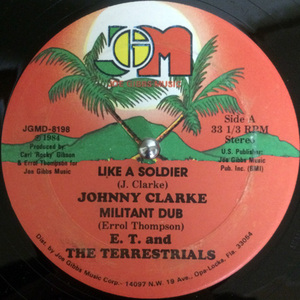 JGM
JGMD-8198
℗ 1984
Produced by:
Carl "Ruddy" Gibson
& Errol Thompson for
Joe Gibbs Music
Side A
33 1/3 RPM
Stereo
U.S. Publisher:
Joe Gibbs Music
Pub. Inc. (BMI)
LIKE A SOLDIER
(J. Clarke)
JOHNNY CLARKE
MILITANT DUB
(Errol Thompson)
E. T. and
THE TERRESTRIALS
Dist. by Joe Gibbs Music Corp.- 14097 N.W. 19 Ave., Opa-Locka, Fla. 33054